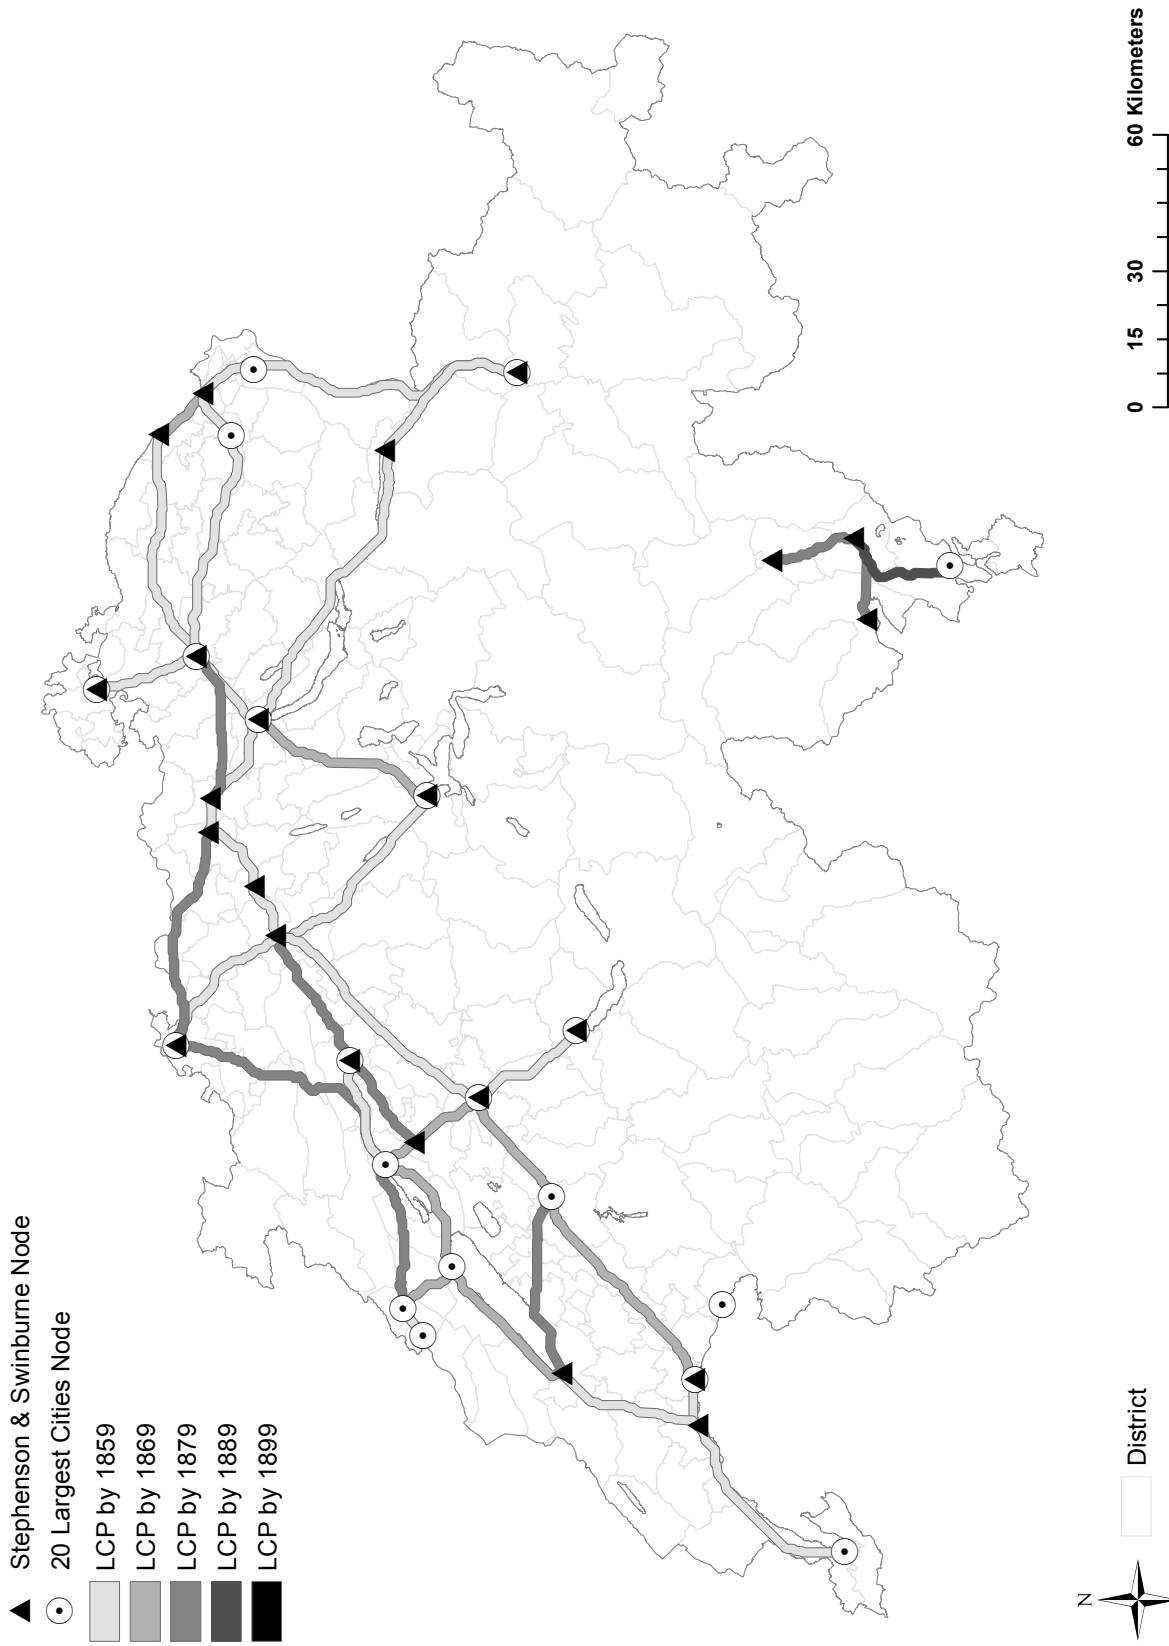 Stephenson & Swinburne Node
20 Largest Cities Node
LCP by 1859
LCP by 1869
LCP by 1879
LCP by 1889
LCP by 1899
N
District
0 15 30 60 Kilometers